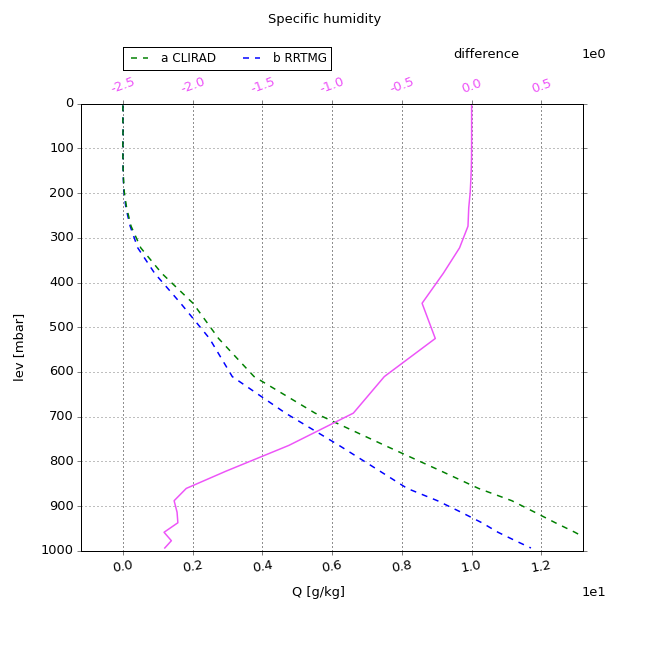 Specific humidity
a CLIRAD b RRTMG difference 1e0
-2.5 -2.0 -1.5 -1.0 -0.5 0.0 0.5
0
100
200
300
400
500
600
700
800
900
1000
lev [mbar]
0.0 0.2 0.4 0.6 0.8 1.0 1.2
Q [g/kg] 1e1